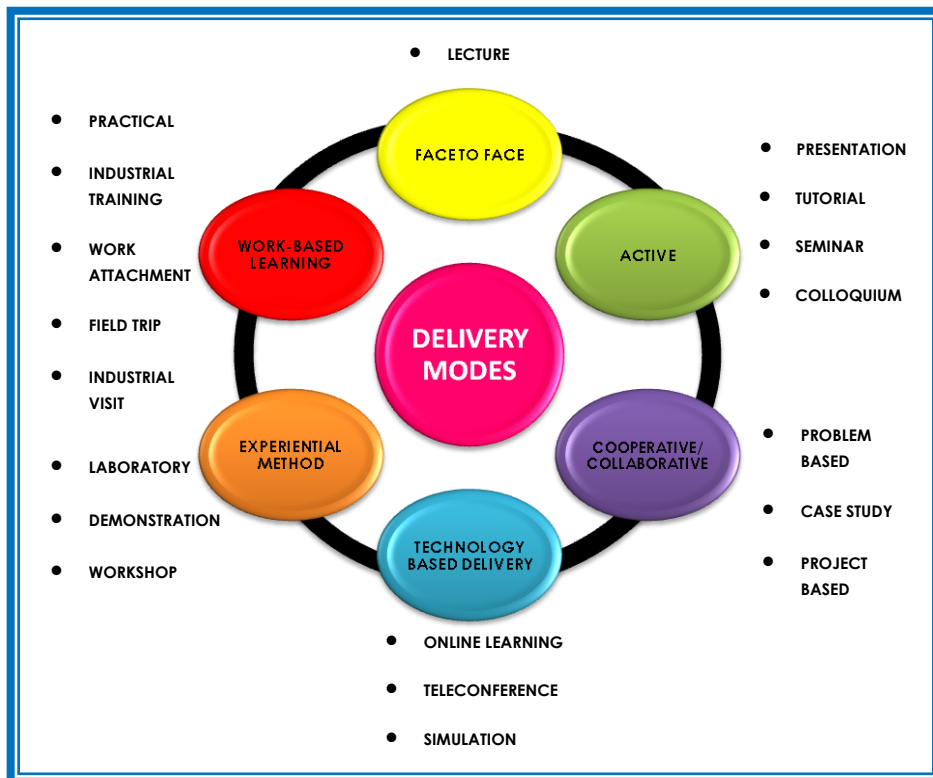 LECTURE
FACE TO FACE
PRACTICAL
INDUSTRIAL
TRAINING
WORK
ATTACHMENT
FIELD TRIP
INDUSTRIAL
VISIT
WORK-BASED
LEARNING
PRESENTATION
TUTORIAL
SEMINAR
COLLOQUIUM
ACTIVE
DELIVERY
MODES
EXPERIENTIAL
METHOD
LABORATORY
DEMONSTRATION
WORKSHOP
COOPERATIVE/
COLLABORATIVE
PROBLEM
BASED
CASE STUDY
PROJECT
BASED
TECHNOLOGY
BASED DELIVERY
ONLINE LEARNING
TELECONFERENCE
SIMULATION